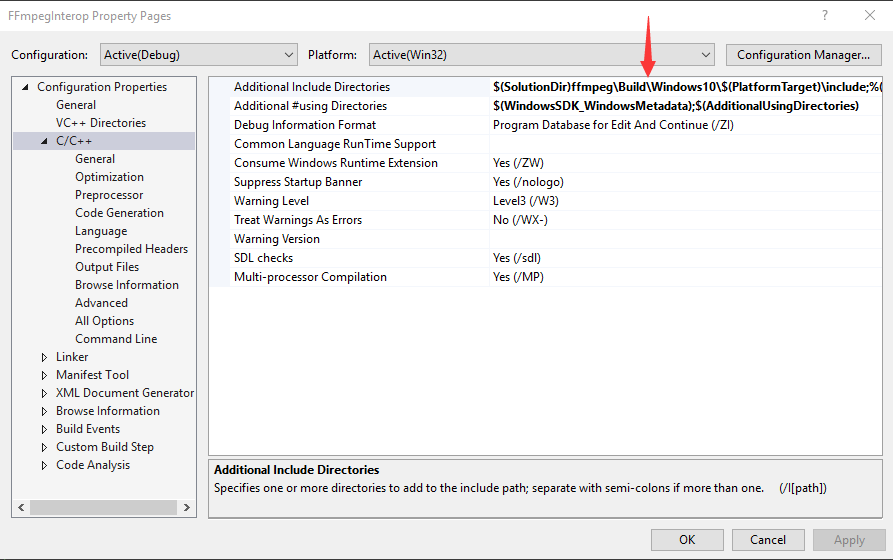 FFmpegInterop Property Pages
?
Configuration: Active(Debug) Platform: Active(Win32) Configuration Manager...
Configuration Properties
General
VC++ Directories
C/C++
General
Optimization
Preprocessor
Code Generation
Language
Precompiled Headers
Output Files
Browse Information
Advanced
All Options
Command Line
Linker
Manifest Tool
XML Document Generator
Browse Information
Build Events
Custom Build Step
Code Analysis
Additional Include Directories $(SolutionDir)ffmpeg\Build\Windows10\$(PlatformTarget)\include;%(
Additional #using Directories $(WindowsSDK_WindowsMetadata);$(AdditionalUsingDirectories)
Debug Information Format Program Database for Edit And Continue (/ZI)
Common Language RunTime Support
Consume Windows Runtime Extension Yes (/ZW)
Suppress Startup Banner Yes (/nologo)
Warning Level Level3 (/W3)
Treat Warnings As Errors No (/WX-)
Warning Version
SDL checks Yes (/sdl)
Multi-processor Compilation Yes (/MP)
Additional Include Directories
Specifies one or more directories to add to the include path; separate with semi-colons if more than one. (/I[path])
OK Cancel Apply